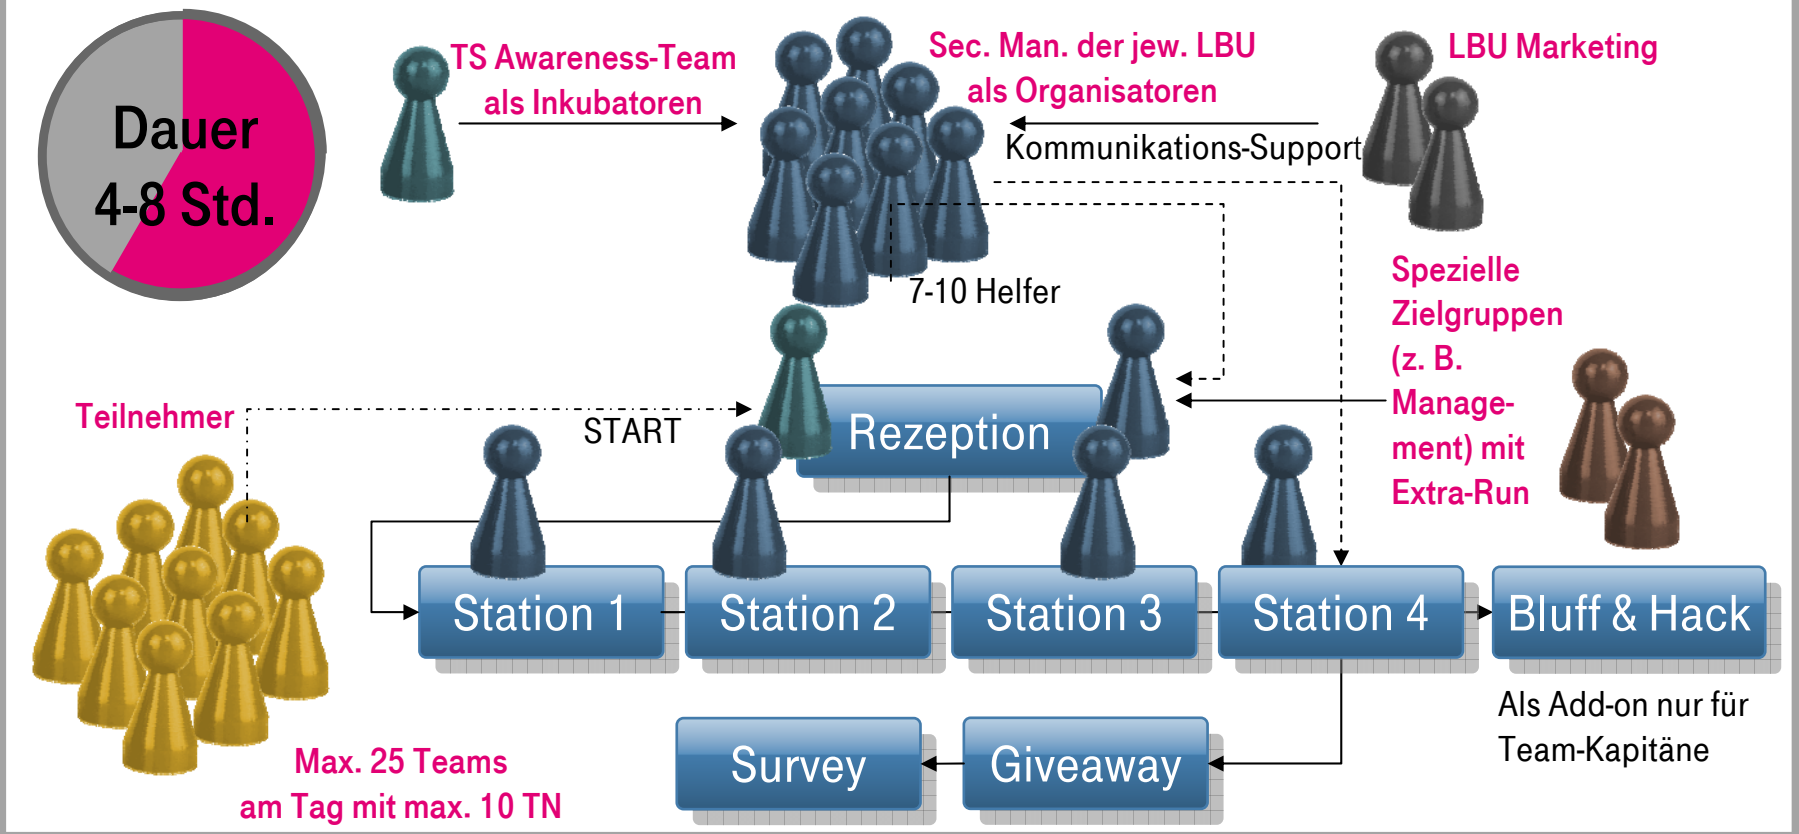 Dauer
4-8 Std.
TS Awareness-Team
als Inkubatoren
Sec. Man. der jew. LBU
als Organisatoren
LBU Marketing
Kommunikations-Support
7-10 Helfer
Spezielle
Zielgruppen
(z. B.
Manage-
ment) mit
Extra-Run
Teilnehmer
START
Rezeption
Station 1
Station 2
Station 3
Station 4
Bluff & Hack
Als Add-on nur für
Team-Kapitäne
Survey
Giveaway
Max. 25 Teams
am Tag mit max. 10 TN